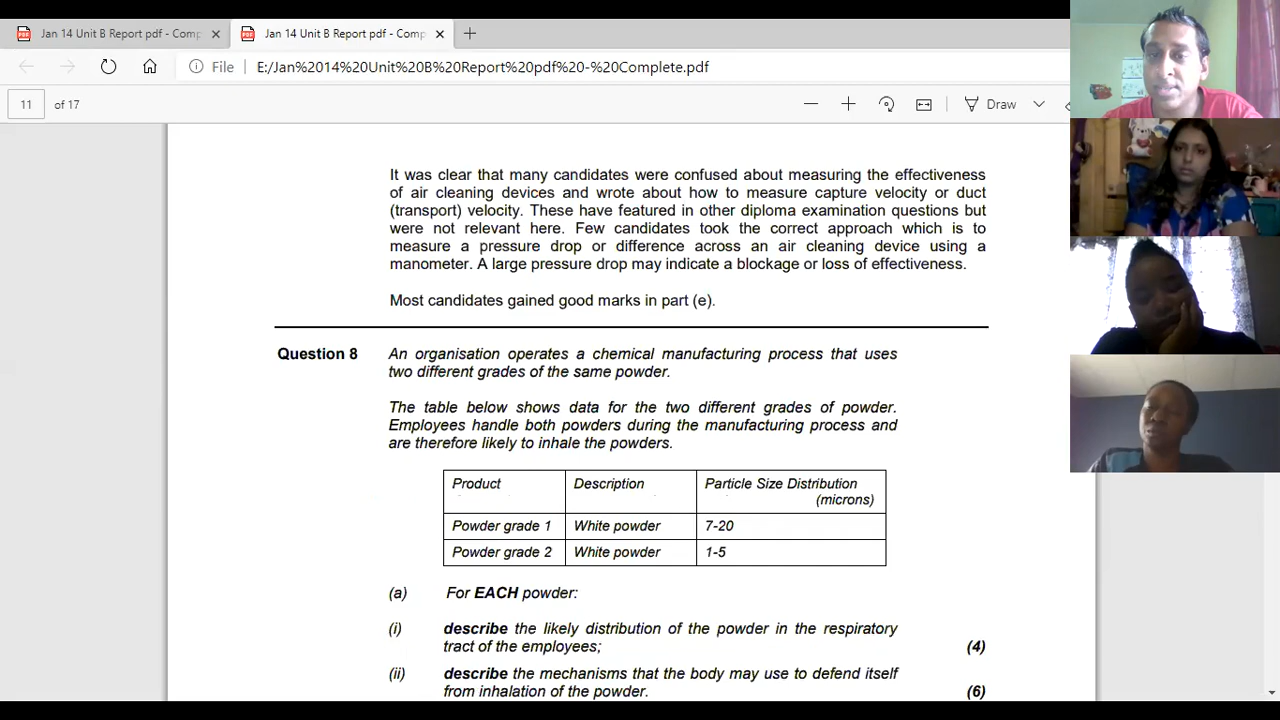 Jan 14 Unit B Report pdf - Comp
Jan 14 Unit B Report pdf - Comp
File E:/Jan%2014%20Unit%20B%20Report%20pdf%20-%20Complete.pdf
11 of 17
Draw
It was clear that many candidates were confused about measuring the effectiveness
of air cleaning devices and wrote about how to measure capture velocity or duct
(transport) velocity. These have featured in other diploma examination questions but
were not relevant here. Few candidates took the correct approach which is to
measure a pressure drop or difference across an air cleaning device using a
manometer. A large pressure drop may indicate a blockage or loss of effectiveness.
Most candidates gained good marks in part (e).
Question 8 An organisation operates a chemical manufacturing process that uses
two different grades of the same powder.
The table below shows data for the two different grades of powder.
Employees handle both powders during the manufacturing process and
are therefore likely to inhale the powders.
Product Description Particle Size Distribution
(microns)
Powder grade 1 White powder 7-20
Powder grade 2 White powder 1-5
(a) For EACH powder:
(i) describe the likely distribution of the powder in the respiratory
tract of the employees; (4)
(ii) describe the mechanisms that the body may use to defend itself
from inhalation of the powder. (6)